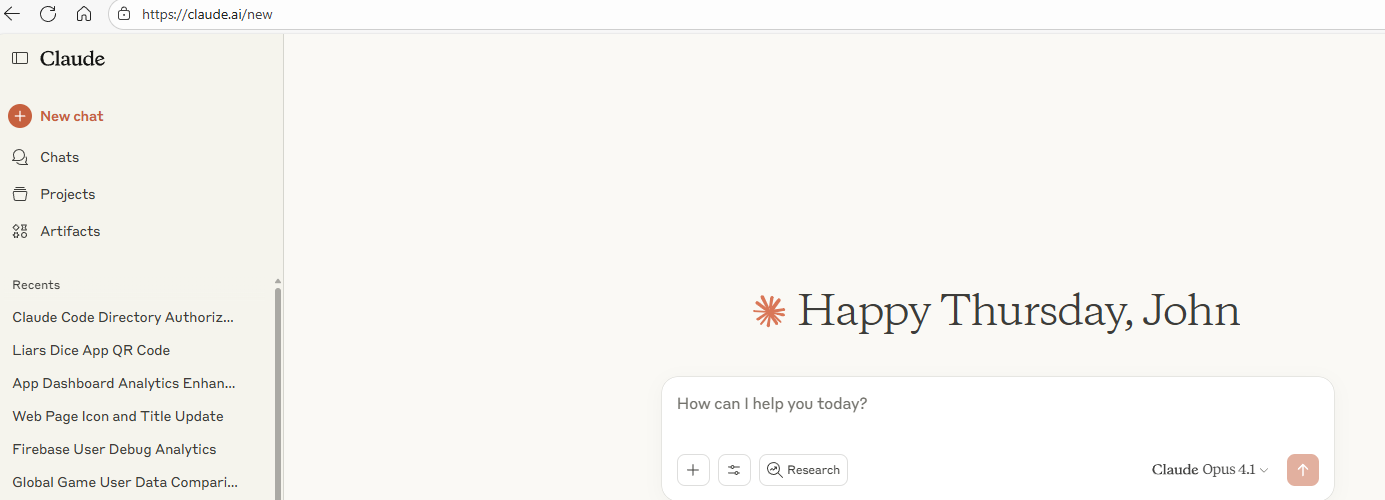 https://claude.ai/new
Claude
New chat
Chats
Projects
Artifacts
Recents
Claude Code Directory Authoriz...
Liars Dice App QR Code
App Dashboard Analytics Enhan...
Web Page Icon and Title Update
Firebase User Debug Analytics
Global Game User Data Compari...
Happy Thursday, John
How can I help you today?
Research
Claude Opus 4.1